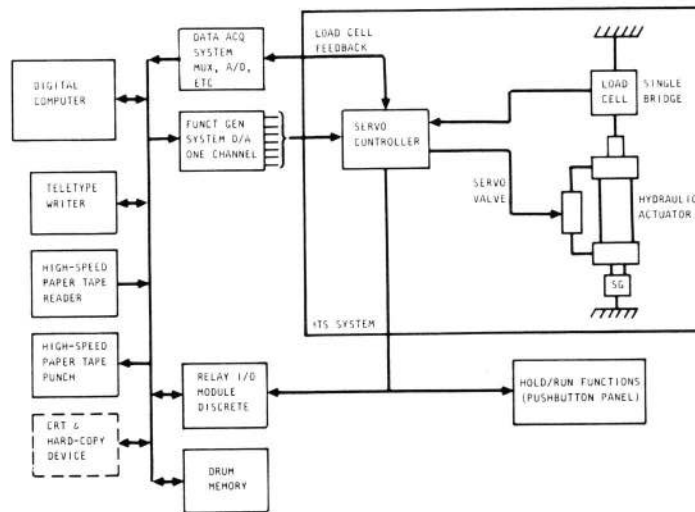 DIGITAL
COMPUTER
TELETYPE
WRITER
HIGH-SPEED
PAPER TAPE
READER
HIGH-SPEED
PAPER TAPE
PUNCH
CRT &
HARD-COPY
DEVICE
DATA ACQ
SYSTEM
MUX, A/D,
ETC
FUNCT GEN
SYSTEM D/A
ONE CHANNEL
RELAY I/O
MODULE
DISCRETE
DRUM
MEMORY
LOAD CELL
FEEDBACK
SERVO
CONTROLLER
LOAD
CELL
SINGLE
BRIDGE
SERVO
VALVE
HYDRAULIC
ACTUATOR
SG
MTS SYSTEM
HOLD/RUN FUNCTIONS
(PUSHBUTTON PANEL)